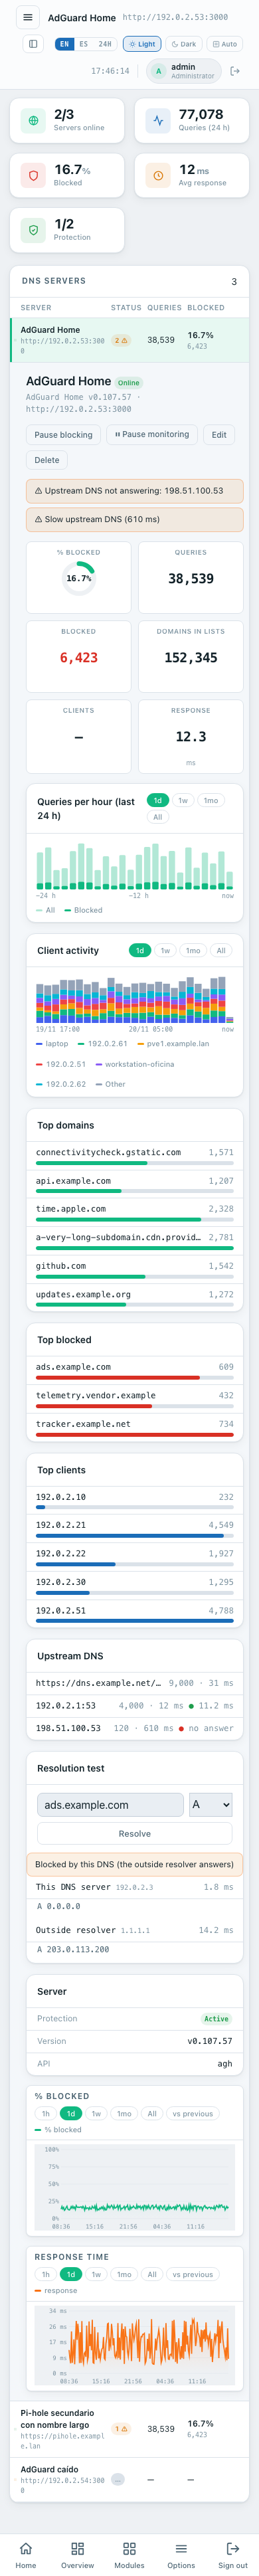 AdGuard Home http://192.0.2.53:3000
EN ES 24H Light Dark Auto
17:46:14 A admin
Administrator
2/3
Servers online
77,078
Queries (24 h)
16.7%
Blocked
12 ms
Avg response
1/2
Protection
DNS SERVERS 3
SERVER STATUS QUERIES BLOCKED
AdGuard Home
http://192.0.2.53:300
0
2 ⚠ 38,539 16.7%
6,423
AdGuard Home Online
AdGuard Home v0.107.57 ·
http://192.0.2.53:3000
Pause blocking Pause monitoring Edit
Delete
⚠ Upstream DNS not answering: 198.51.100.53
⚠ Slow upstream DNS (610 ms)
% BLOCKED
16.7%
QUERIES
38,539
BLOCKED
6,423
DOMAINS IN LISTS
152,345
CLIENTS
—
RESPONSE
12.3
ms
Queries per hour (last
24 h)
1d 1w 1mo
All
−24 h −12 h now
All Blocked
Client activity 1d 1w 1mo All
19/11 17:00 20/11 05:00 now
laptop 192.0.2.61 pve1.example.lan
192.0.2.51 workstation-oficina
192.0.2.62 Other
Top domains
connectivitycheck.gstatic.com 1,571
api.example.com 1,207
time.apple.com 2,328
a-very-long-subdomain.cdn.provid… 2,781
github.com 1,542
updates.example.org 1,272
Top blocked
ads.example.com 609
telemetry.vendor.example 432
tracker.example.net 734
Top clients
192.0.2.10 232
192.0.2.21 4,549
192.0.2.22 1,927
192.0.2.30 1,295
192.0.2.51 4,788
Upstream DNS
https://dns.example.net/… 9,000 · 31 ms
192.0.2.1:53 4,000 · 12 ms ● 11.2 ms
198.51.100.53 120 · 610 ms ● no answer
Resolution test
ads.example.com A
Resolve
Blocked by this DNS (the outside resolver answers)
This DNS server 192.0.2.3 1.8 ms
A 0.0.0.0
Outside resolver 1.1.1.1 14.2 ms
A 203.0.113.200
Server
Protection Active
Version v0.107.57
API agh
% BLOCKED
1h 1d 1w 1mo All vs previous
% blocked
100%
75%
50%
25%
0%
08:36 15:16 21:56 04:36 11:16
RESPONSE TIME
1h 1d 1w 1mo All vs previous
response
34 ms
26 ms
17 ms
9 ms
0 ms
08:36 15:16 21:56 04:36 11:16
Pi-hole secundario
con nombre largo
https://pihole.exampl
e.lan
1 ⚠ 38,539 16.7%
6,423
AdGuard caído
http://192.0.2.54:300
0
… — —
Home Overview Modules Options Sign out